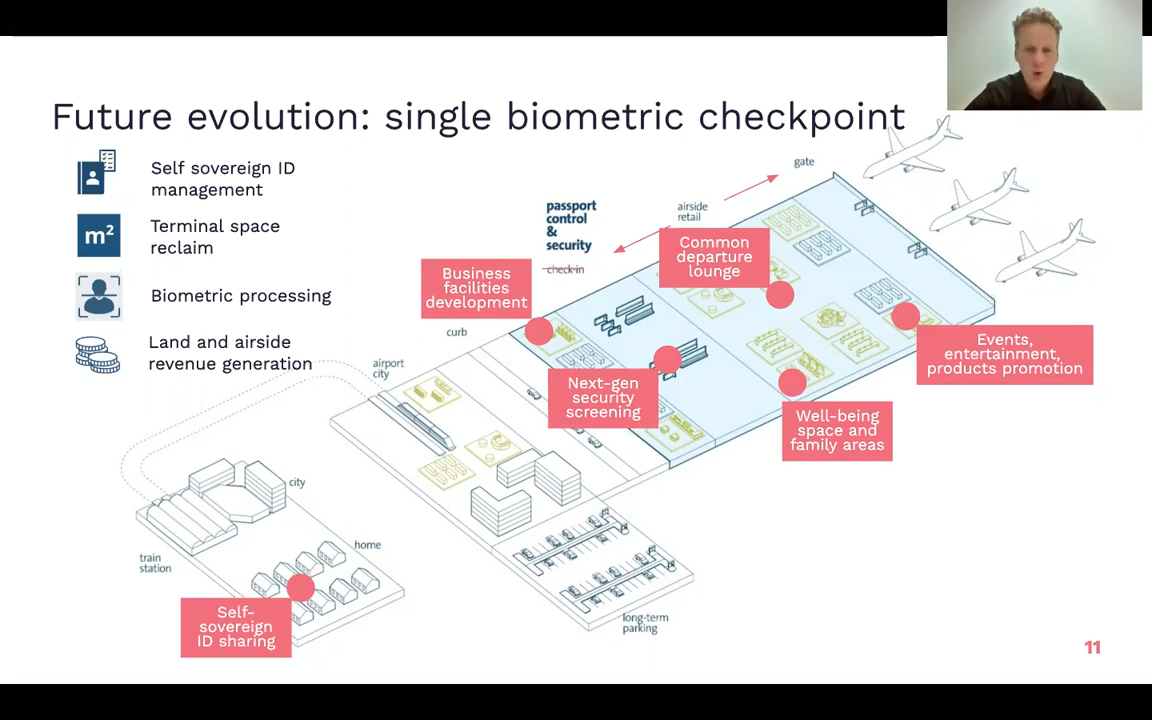 Future evolution: single biometric checkpoint
Self sovereign ID
management
m²
Terminal space
reclaim
Biometric processing
Land and airside
revenue generation
gate
airside
retail
passport
control
&
security
check-in
Common
departure
lounge
Business
facilities
development
curb
airport
city
Next-gen
security
screening
Events,
entertainment,
products promotion
Well-being
space and
family areas
city
home
train
station
Self-
sovereign
ID sharing
long-term
parking
11